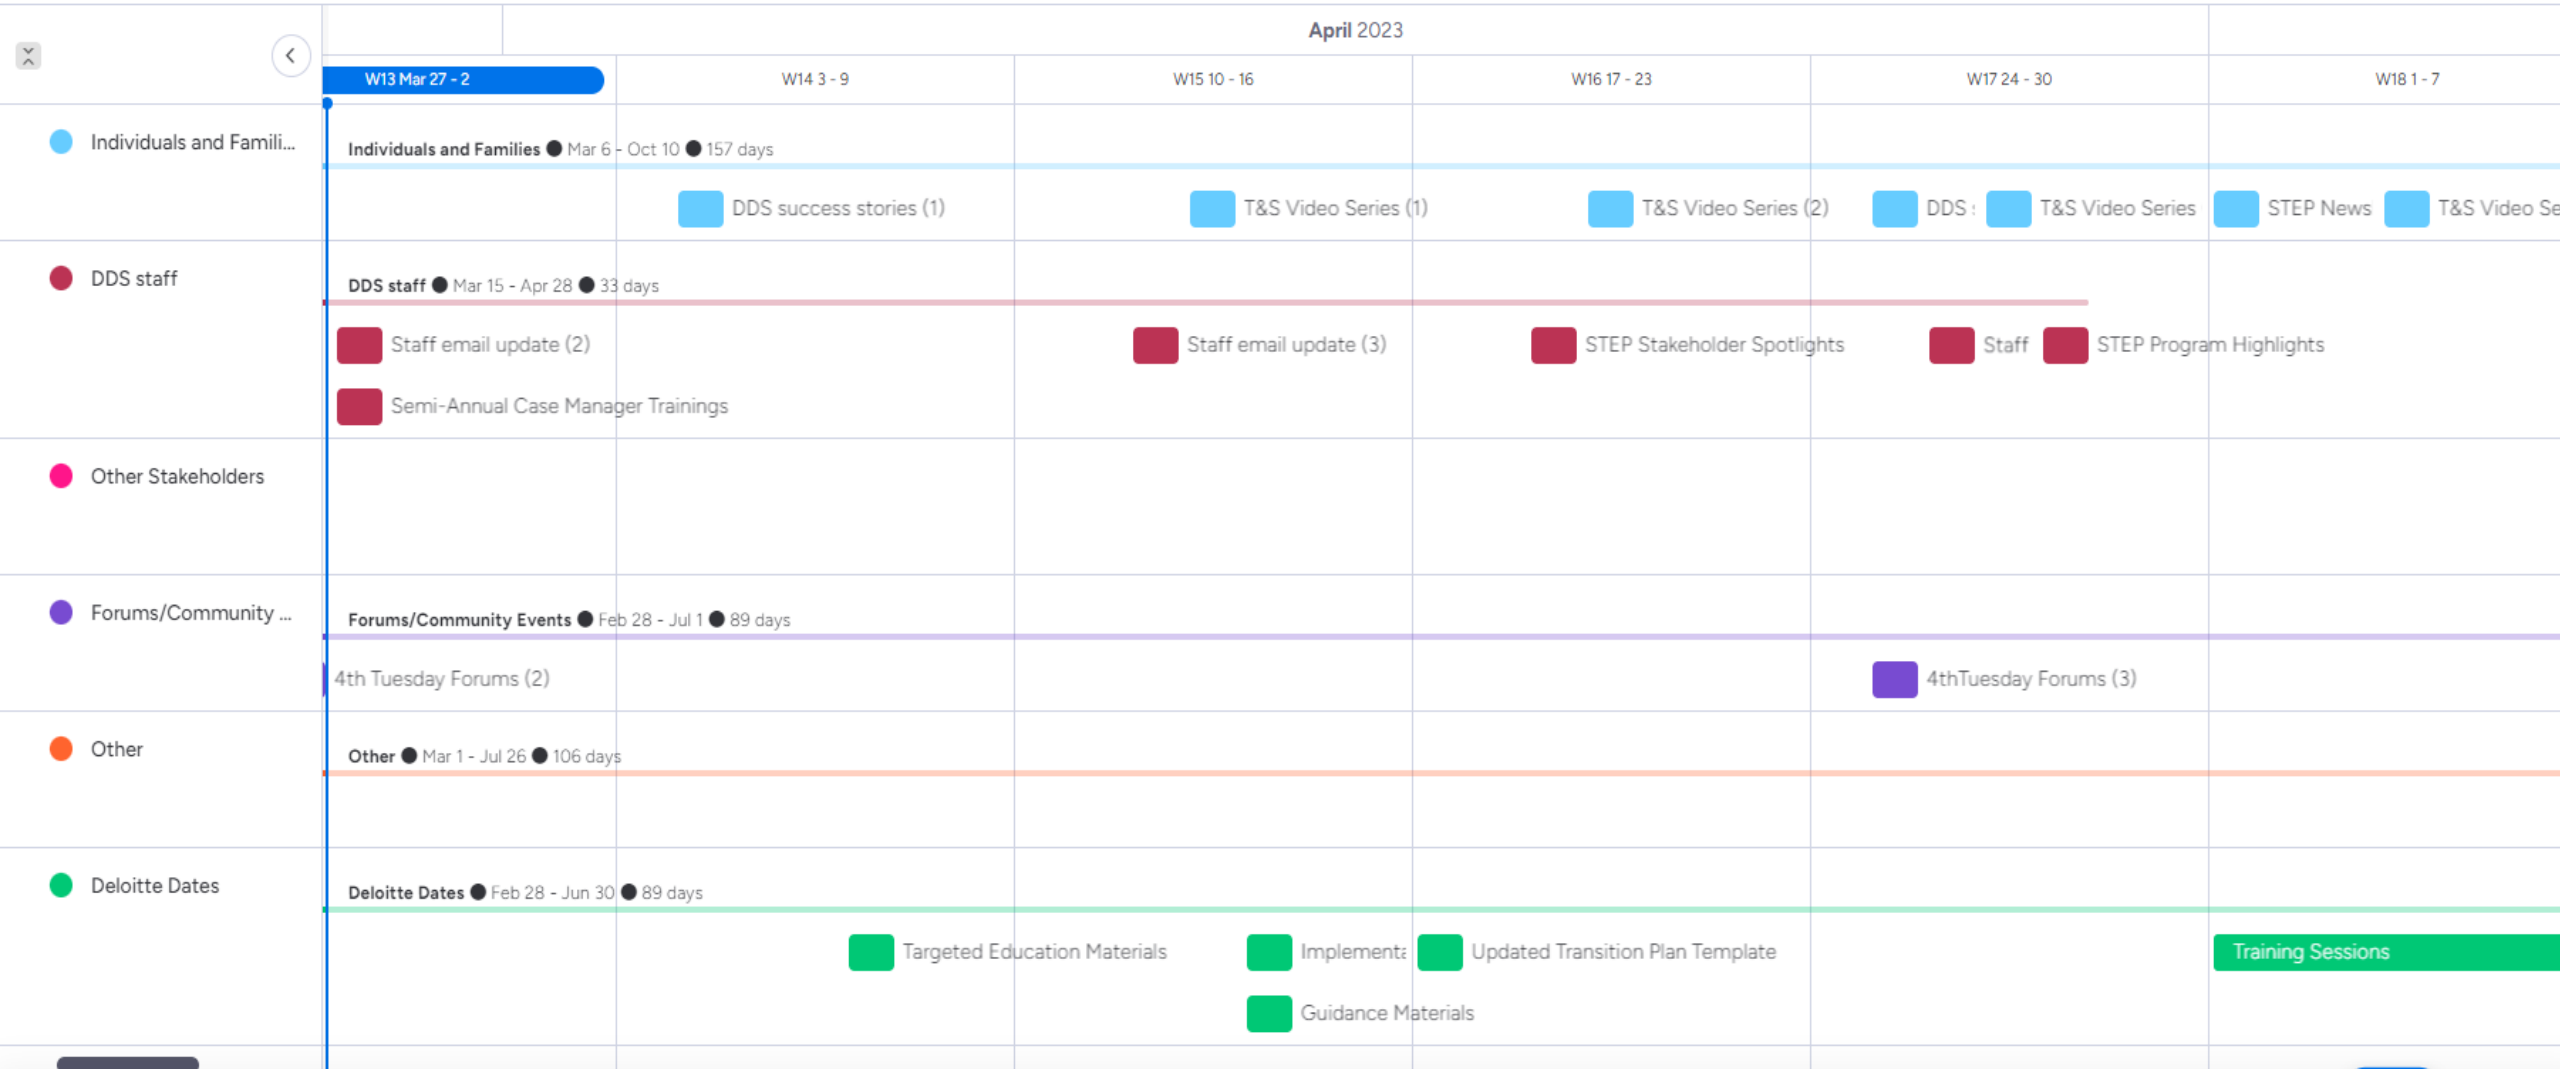 April 2023
W13 Mar 27 - 2
W14 3 - 9
W15 10 - 16
W16 17 - 23
W17 24 - 30
W18 1 - 7
Individuals and Famili...
Individuals and Families ● Mar 6 - Oct 10 ● 157 days
DDS success stories (1)
T&S Video Series (1)
T&S Video Series (2)
DDS
T&S Video Series
STEP News
T&S Video Se
DDS staff
DDS staff ● Mar 15 - Apr 28 ● 33 days
Staff email update (2)
Staff email update (3)
STEP Stakeholder Spotlights
Staff
STEP Program Highlights
Semi-Annual Case Manager Trainings
Other Stakeholders
Forums/Community ...
Forums/Community Events ● Feb 28 - Jul 1 ● 89 days
4th Tuesday Forums (2)
4thTuesday Forums (3)
Other
Other ● Mar 1 - Jul 26 ● 106 days
Deloitte Dates
Deloitte Dates ● Feb 28 - Jun 30 ● 89 days
Targeted Education Materials
Implementa
Updated Transition Plan Template
Training Sessions
Guidance Materials